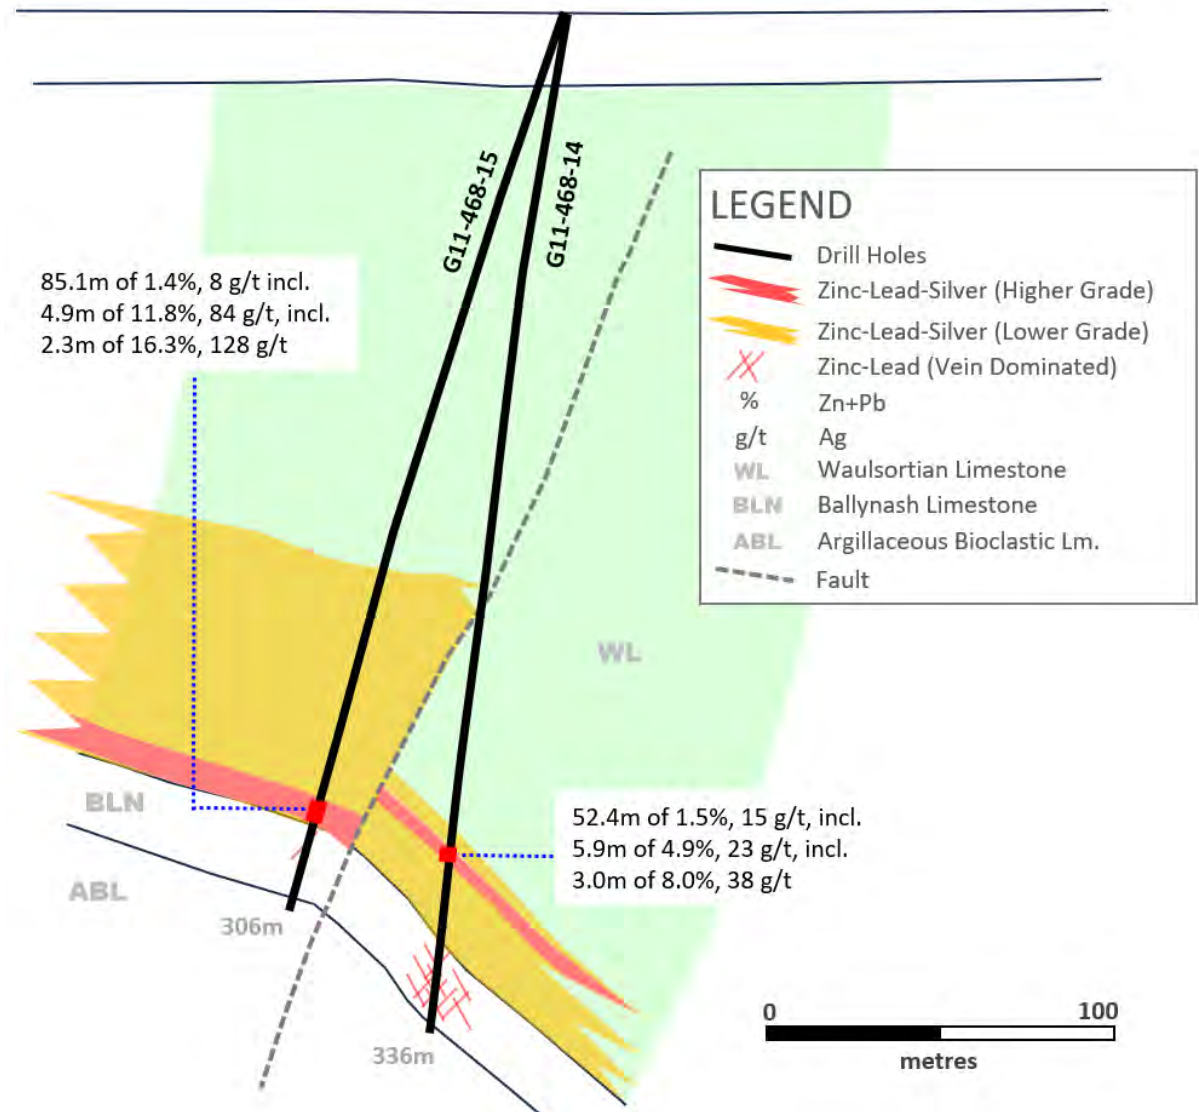 G11-468-15
G11-468-14
LEGEND
Drill Holes
Zinc-Lead-Silver (Higher Grade)
Zinc-Lead-Silver (Lower Grade)
Zinc-Lead (Vein Dominated)
% Zn+Pb
g/t Ag
WL Waulsortian Limestone
BLN Ballynash Limestone
ABL Argillaceous Bioclastic Lm.
Fault
85.1m of 1.4%, 8 g/t incl.
4.9m of 11.8%, 84 g/t, incl.
2.3m of 16.3%, 128 g/t
WL
BLN
ABL
52.4m of 1.5%, 15 g/t, incl.
5.9m of 4.9%, 23 g/t, incl.
3.0m of 8.0%, 38 g/t
306m
336m
0 100
metres